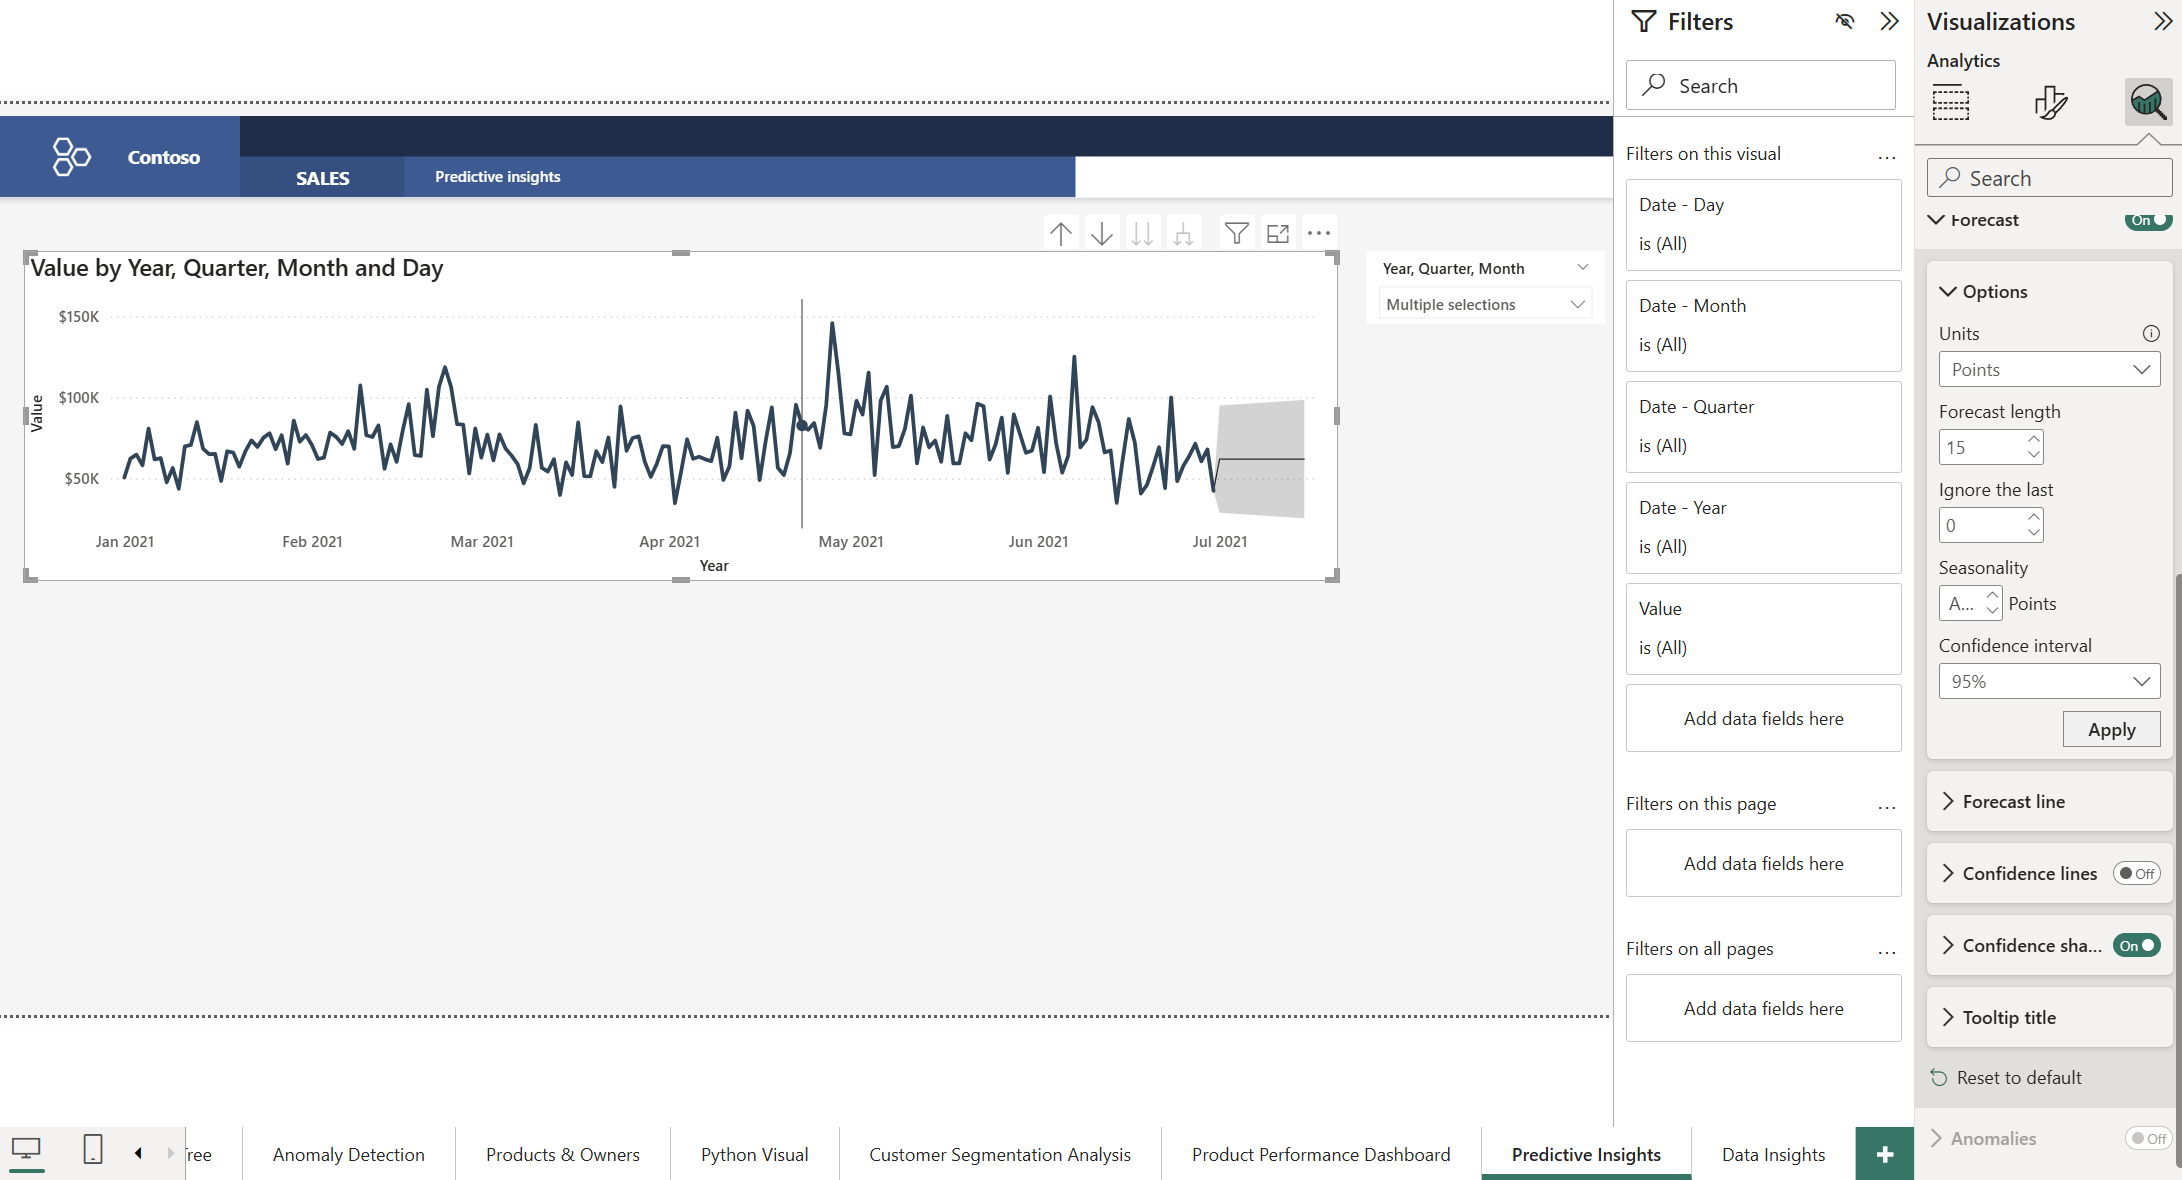 Contoso
SALES
Predictive insights
Value by Year, Quarter, Month and Day
$150K
$100K
$50K
Value
Jan 2021
Feb 2021
Mar 2021
Apr 2021
May 2021
Jun 2021
Jul 2021
Year
Year, Quarter, Month
Multiple selections
Filters
Search
Filters on this visual
...
Date - Day
is (All)
Date - Month
is (All)
Date - Quarter
is (All)
Date - Year
is (All)
Value
is (All)
Add data fields here
Filters on this page
...
Add data fields here
Filters on all pages
...
Add data fields here
Visualizations
Analytics
Search
Forecast On
Options
Units
Points
Forecast length
15
Ignore the last
0
Seasonality
A... Points
Confidence interval
95%
Apply
Forecast line
Confidence lines Off
Confidence sha... On
Tooltip title
Reset to default
Anomalies Off
Anomaly Detection
Products & Owners
Python Visual
Customer Segmentation Analysis
Product Performance Dashboard
Predictive Insights
Data Insights